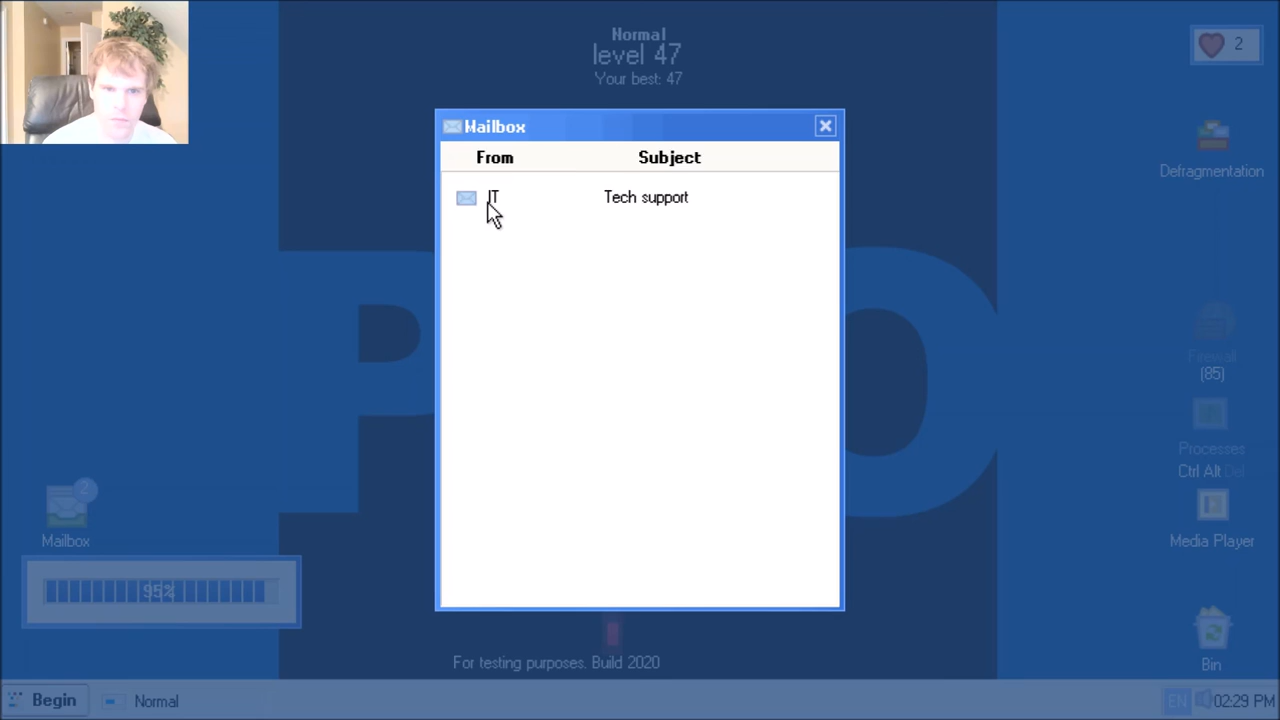 Normal
level 47
Your best: 47
2
Mailbox
From Subject
IT Tech support
Defragmentation
Firewall
(85)
Processes
Ctrl Alt Del
Media Player
2
Mailbox
95%
Bin
For testing purposes. Build 2020
Begin Normal EN 02:29 PM